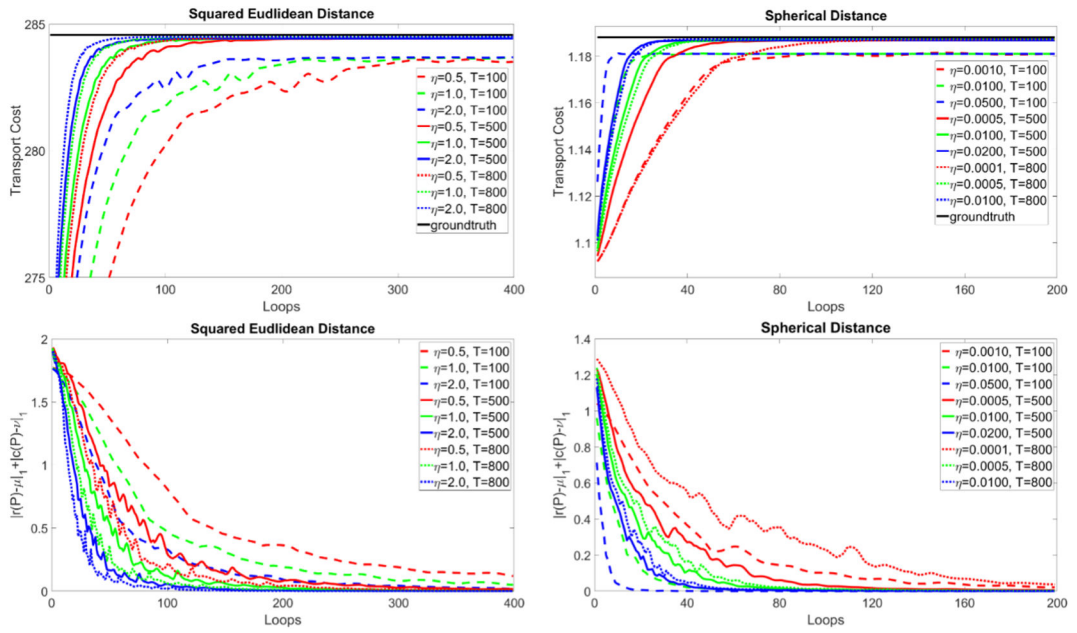 Squared Eudlidean Distance
285
280
275
Transport Cost
0
100
200
300
400
Loops
η=0.5, T=100
η=1.0, T=100
η=2.0, T=100
η=0.5, T=500
η=1.0, T=500
η=2.0, T=500
η=0.5, T=800
η=1.0, T=800
η=2.0, T=800
groundtruth
Spherical Distance
1.18
1.16
1.14
1.12
1.1
Transport Cost
0
40
80
120
160
200
Loops
η=0.0010, T=100
η=0.0100, T=100
η=0.0500, T=100
η=0.0005, T=500
η=0.0100, T=500
η=0.0200, T=500
η=0.0001, T=800
η=0.0005, T=800
η=0.0100, T=800
groundtruth
Squared Eudlidean Distance
2
1.5
1
0.5
0
|r(P)-μ|₁+|c(P)-ν|₁
0
100
200
300
400
Loops
η=0.5, T=100
η=1.0, T=100
η=2.0, T=100
η=0.5, T=500
η=1.0, T=500
η=2.0, T=500
η=0.5, T=800
η=1.0, T=800
η=2.0, T=800
Spherical Distance
1.4
1.2
1
0.8
0.6
0.4
0.2
0
|r(P)-μ|₁+|c(P)-ν|₁
0
40
80
120
160
200
Loops
η=0.0010, T=100
η=0.0100, T=100
η=0.0500, T=100
η=0.0005, T=500
η=0.0100, T=500
η=0.0200, T=500
η=0.0001, T=800
η=0.0005, T=800
η=0.0100, T=800